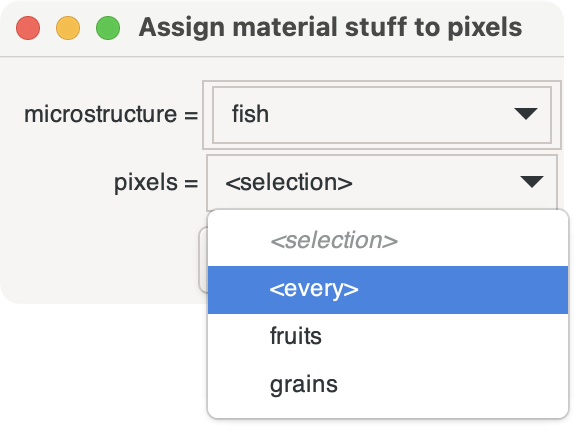 Assign material stuff to pixels
microstructure = fish
pixels = <selection>
<selection>
<every>
fruits
grains